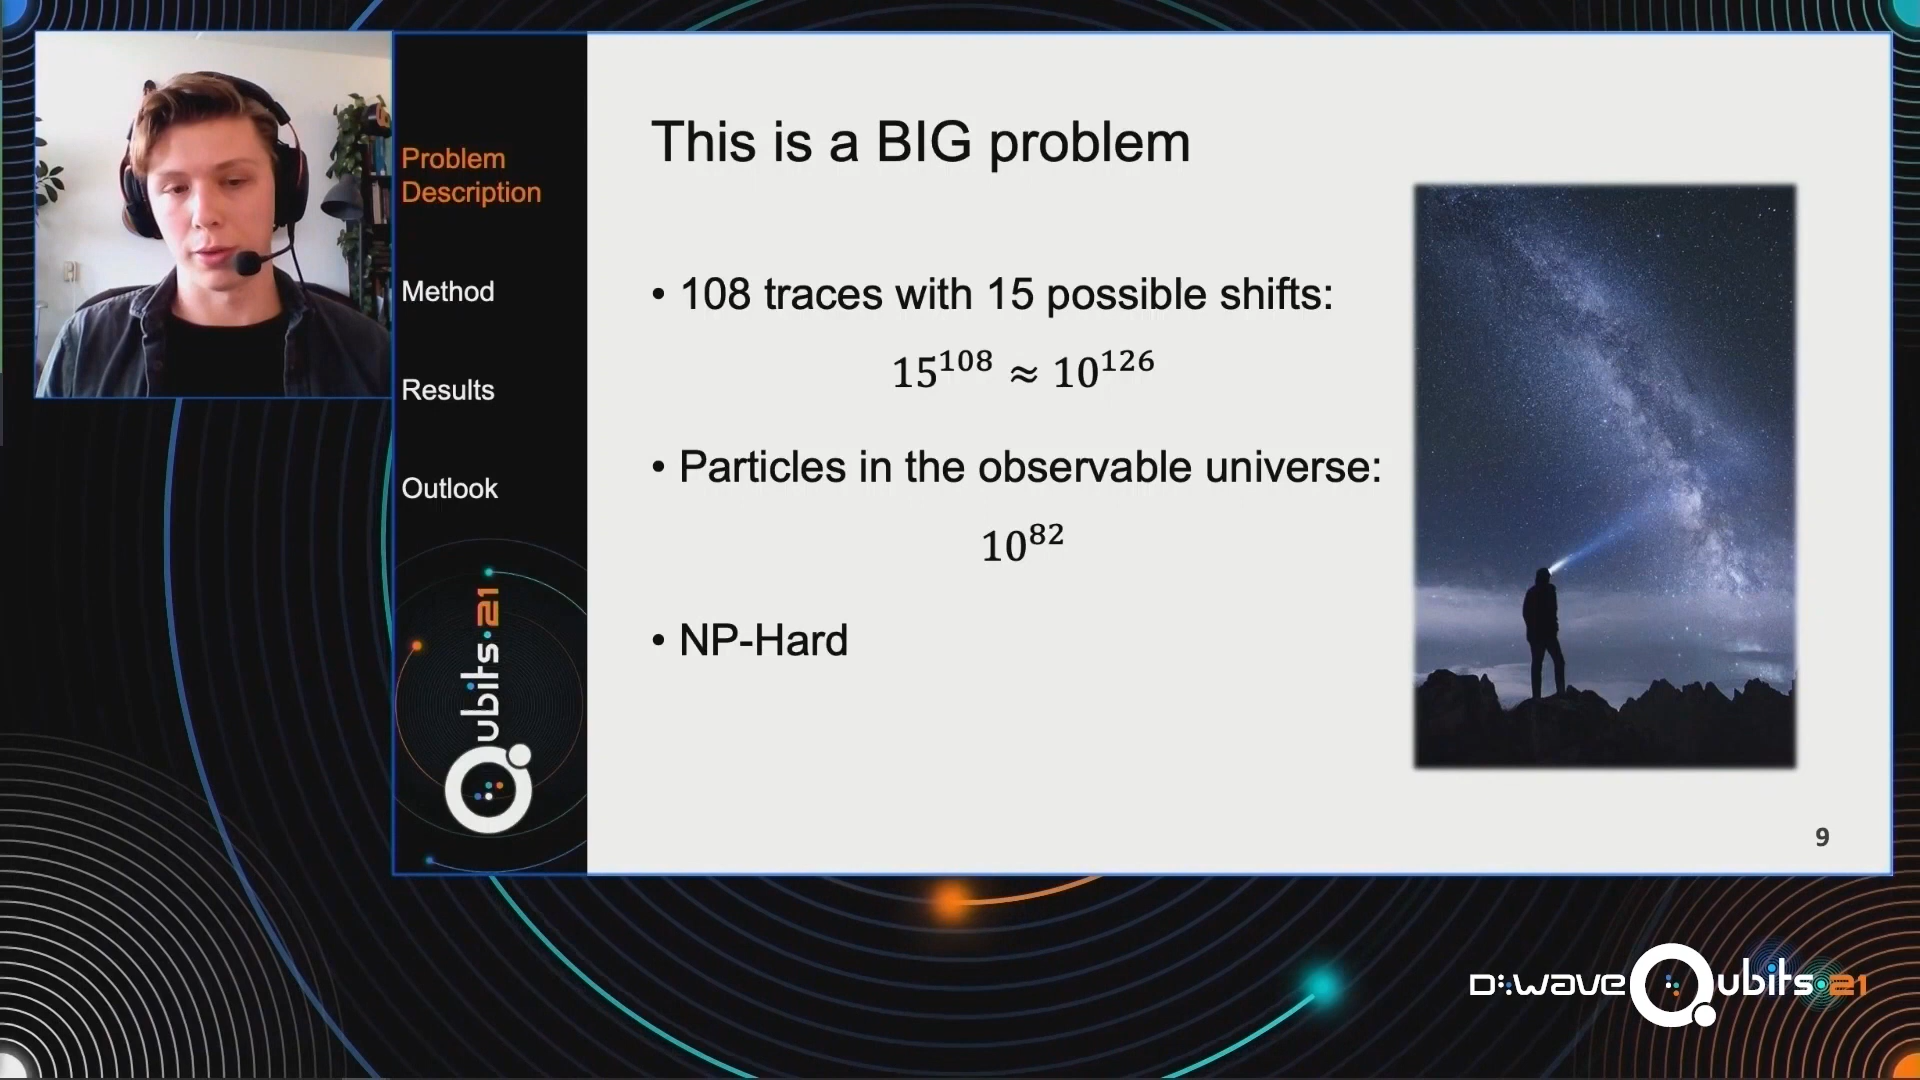 Problem
Description
Method
Results
Outlook
Qubits·21
This is a BIG problem
• 108 traces with 15 possible shifts:
15¹⁰⁸ ≈ 10¹²⁶
• Particles in the observable universe:
10⁸²
• NP-Hard
9
D:wave Qubits·21